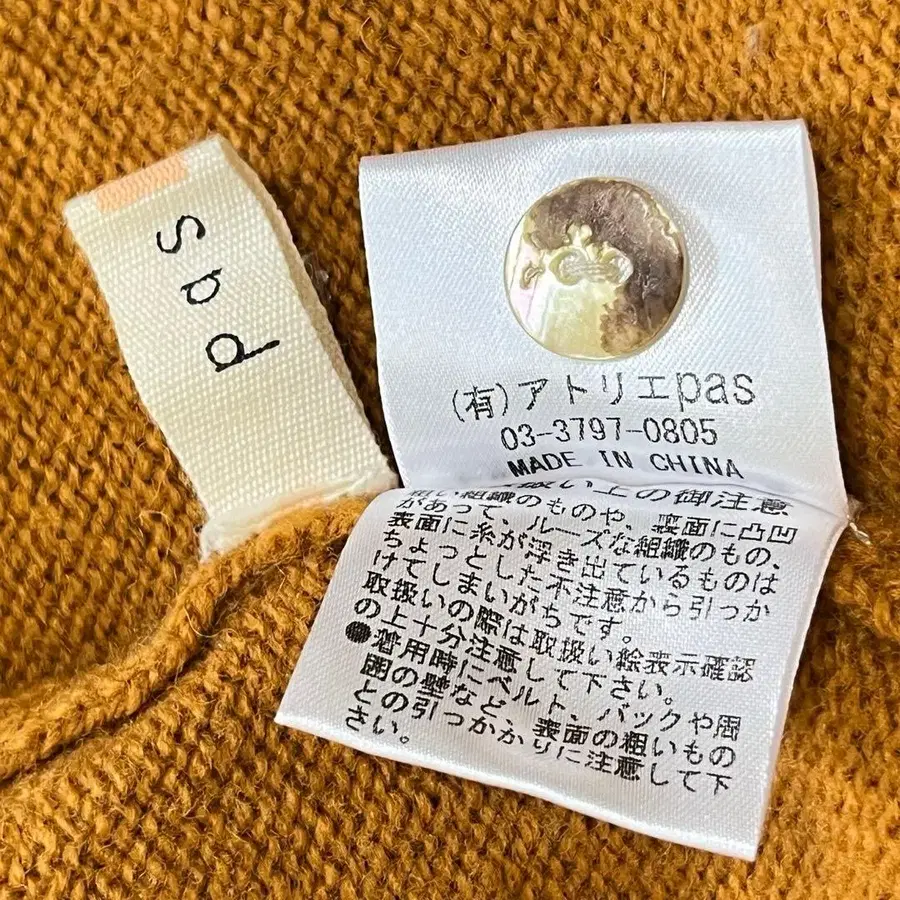 pas
(有)アトリエpas
03-3797-0805
MADE IN CHINA
扱い上の御注意
粗い組織のものや、表面に凸凹
があって、ルーズな組織のもの、
表面に糸が浮き出ているものは
ちょっとした不注意から引っか
けてしまいがちです。
取扱いの際は取扱い絵表示確認
の上十分注意して下さい。
●着用時にベルト、バックや周
囲の壁など、表面の粗いもの
との引っかかりに注意して下
さい。